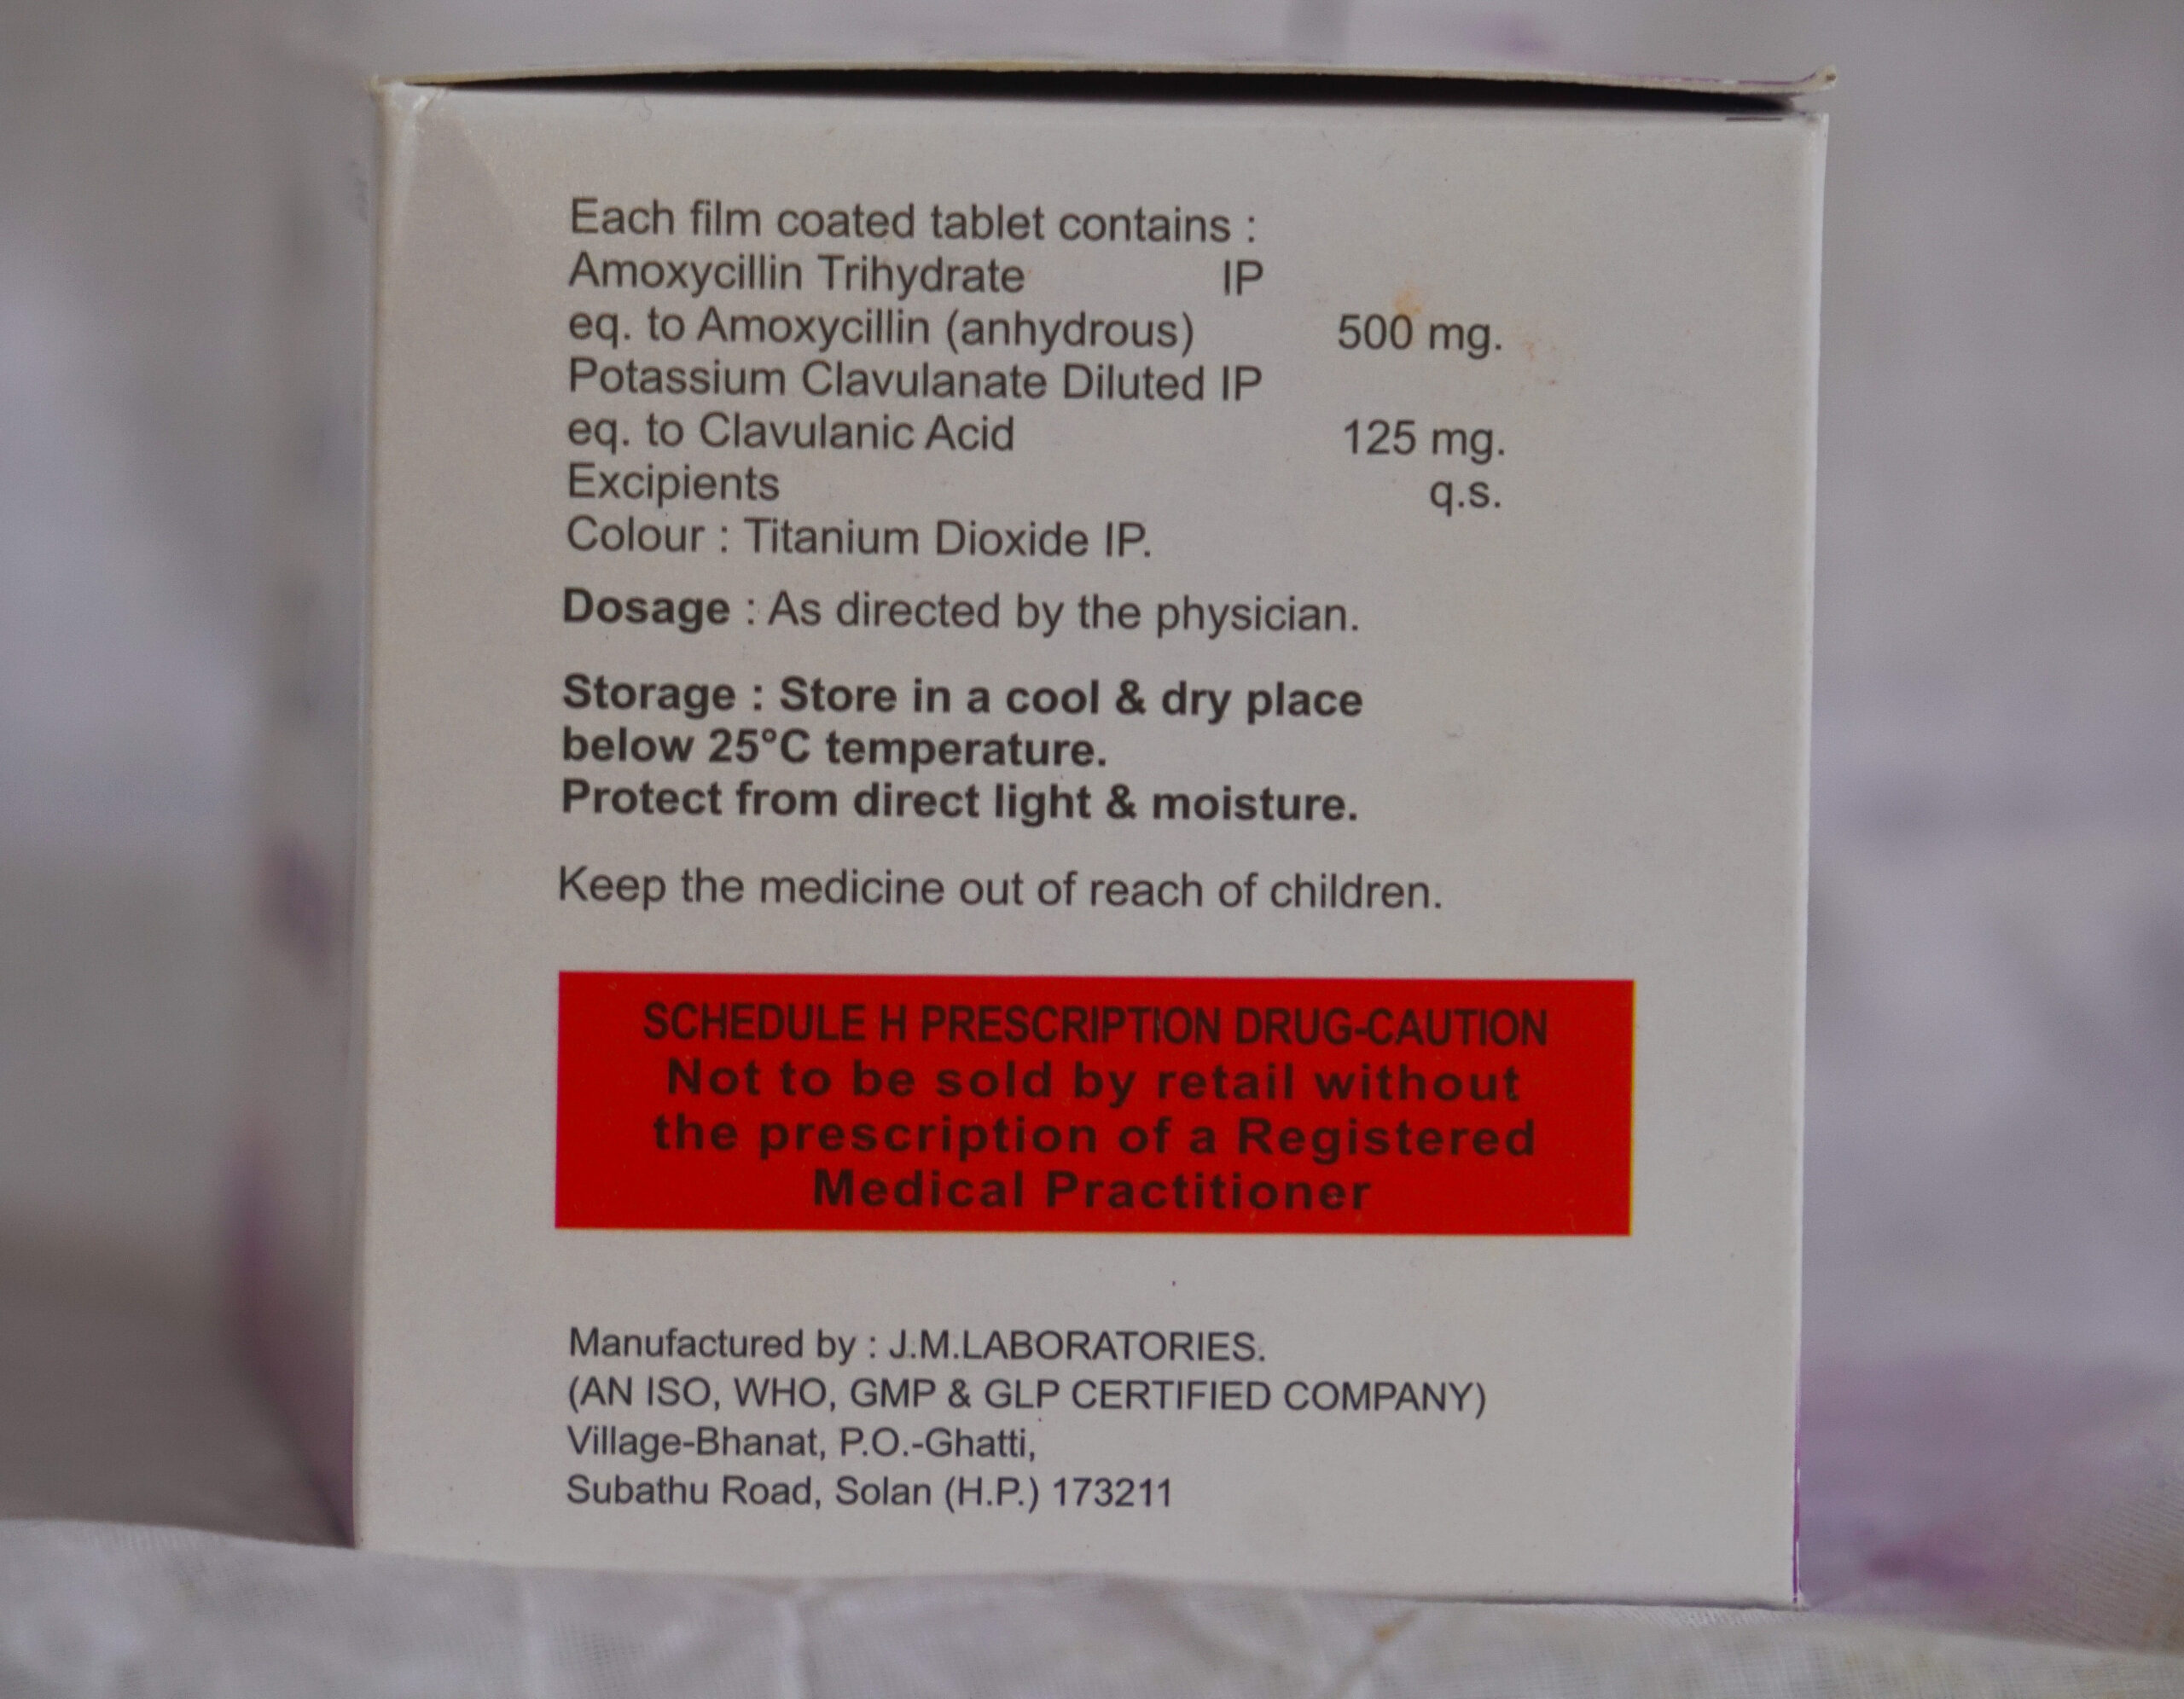 Each film coated tablet contains :
Amoxycillin Trihydrate IP
eq. to Amoxycillin (anhydrous) 500 mg.
Potassium Clavulanate Diluted IP
eq. to Clavulanic Acid 125 mg.
Excipients q.s.
Colour : Titanium Dioxide IP.
Dosage : As directed by the physician.
Storage : Store in a cool & dry place
below 25°C temperature.
Protect from direct light & moisture.
Keep the medicine out of reach of children.
SCHEDULE H PRESCRIPTION DRUG-CAUTION
Not to be sold by retail without
the prescription of a Registered
Medical Practitioner
Manufactured by : J.M.LABORATORIES.
(AN ISO, WHO, GMP & GLP CERTIFIED COMPANY)
Village-Bhanat, P.O.-Ghatti,
Subathu Road, Solan (H.P.) 173211